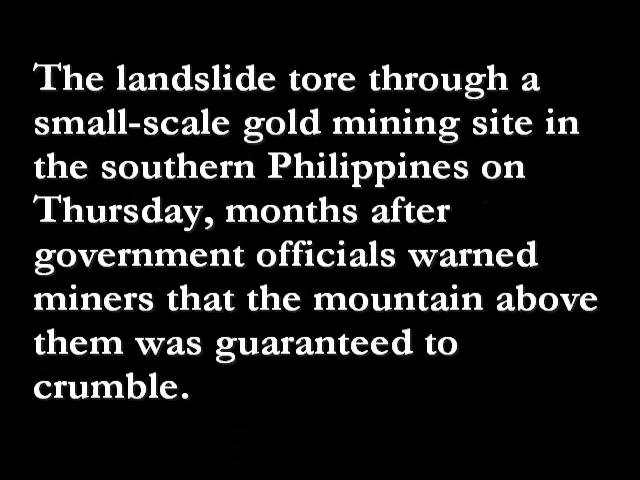 The landslide tore through a
small-scale gold mining site in
the southern Philippines on
Thursday, months after
government officials warned
miners that the mountain above
them was guaranteed to
crumble.